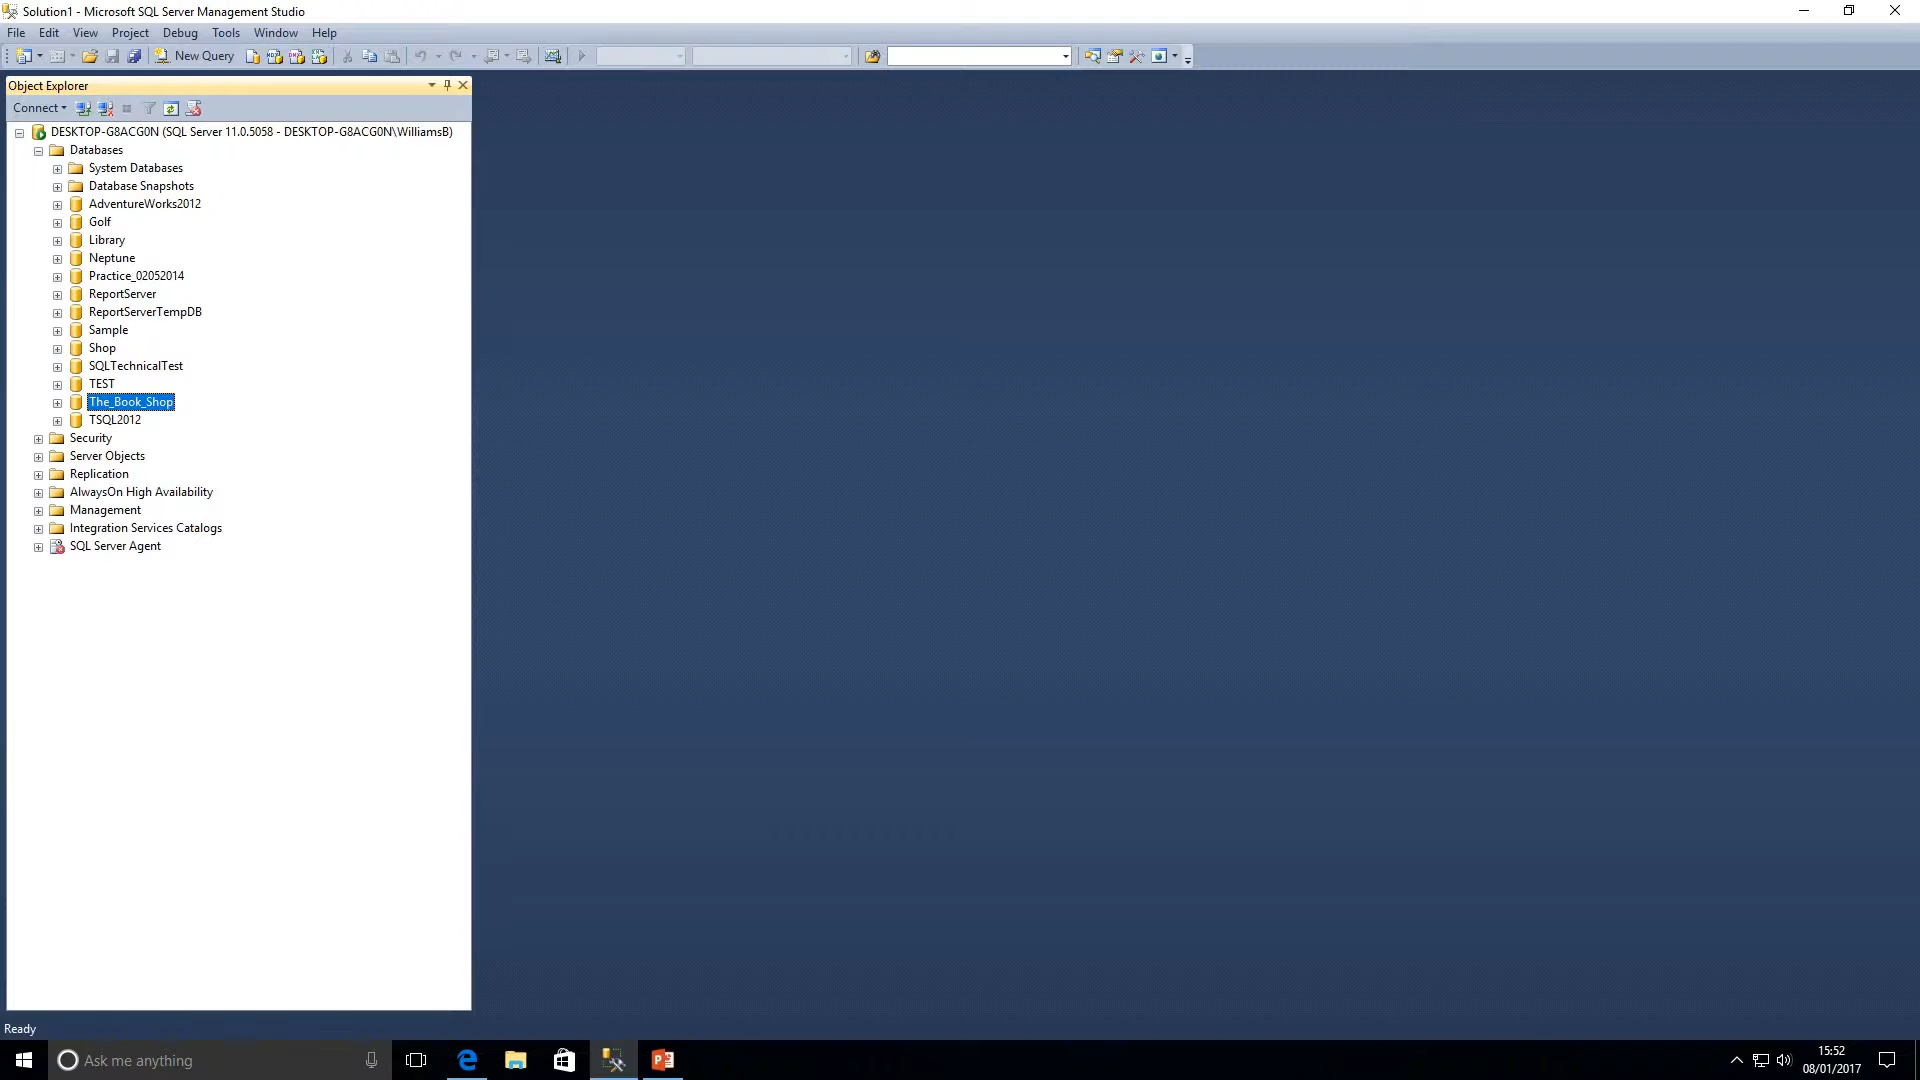 Solution1 - Microsoft SQL Server Management Studio
File Edit View Project Debug Tools Window Help
New Query
Object Explorer
Connect
DESKTOP-G8ACG0N (SQL Server 11.0.5058 - DESKTOP-G8ACG0N\WilliamsB)
Databases
System Databases
Database Snapshots
AdventureWorks2012
Golf
Library
Neptune
Practice_02052014
ReportServer
ReportServerTempDB
Sample
Shop
SQLTechnicalTest
TEST
The_Book_Shop
TSQL2012
Security
Server Objects
Replication
AlwaysOn High Availability
Management
Integration Services Catalogs
SQL Server Agent
Ready
Ask me anything
15:52
08/01/2017